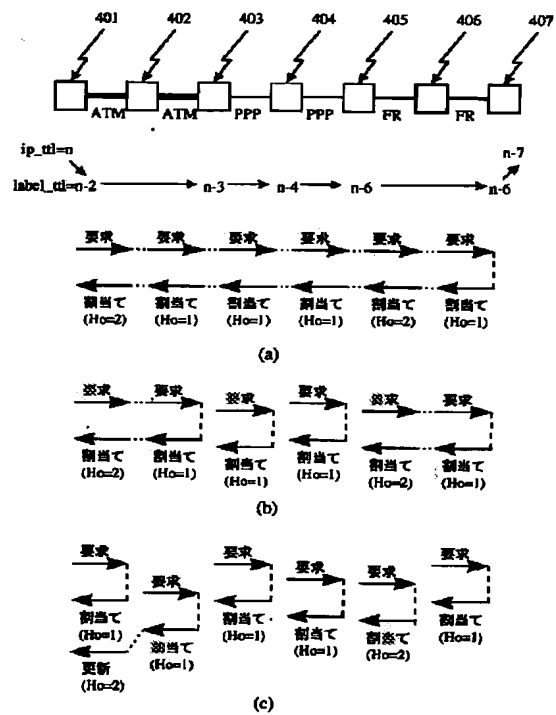 401 402 403 404 405 406 407
ATM ATM PPP PPP FR FR
ip_ttl=n
n-7
label_ttl=n-2 n-3 n-4 n-6 n-6
要求 要求 要求 要求 要求 要求
割当て 割当て 割当て 割当て 割当て 割当て
(Ho=2) (Ho=1) (Ho=1) (Ho=1) (Ho=2) (Ho=1)
(a)
要求 要求 要求 要求 要求 要求
割当て 割当て 割当て 割当て 割当て 割当て
(Ho=2) (Ho=1) (Ho=1) (Ho=1) (Ho=2) (Ho=1)
(b)
要求 要求 要求 要求 要求 要求
割当て 割当て 割当て 割当て 割当て 割当て
(Ho=1) (Ho=1) (Ho=1) (Ho=1) (Ho=2) (Ho=1)
更新
(Ho=2)
(c)